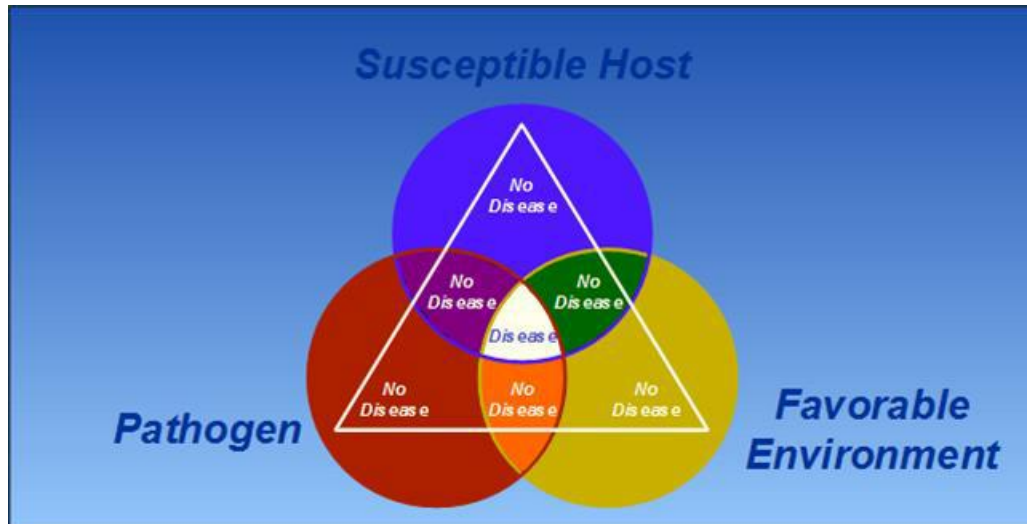 Susceptible Host
No
Disease
No
Disease
No
Disease
Disease
No
Disease
No
Disease
No
Disease
Pathogen
Favorable
Environment